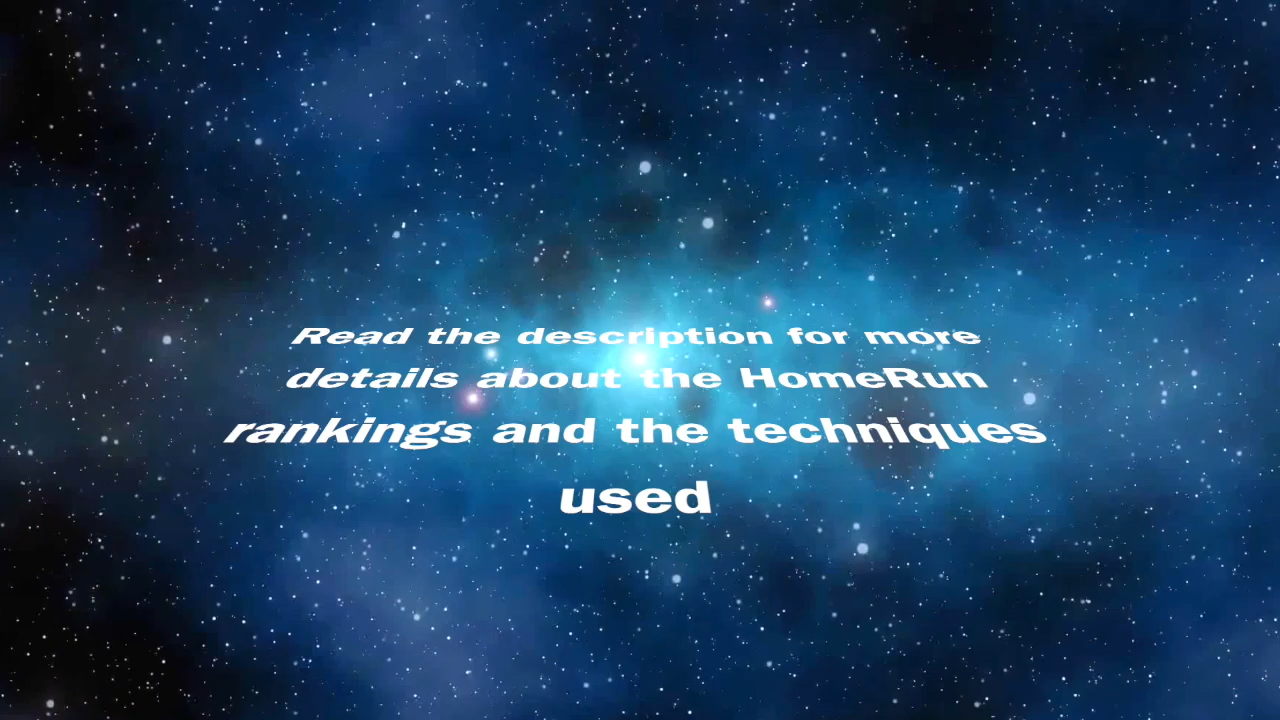 Read the description for more
details about the HomeRun
rankings and the techniques
used